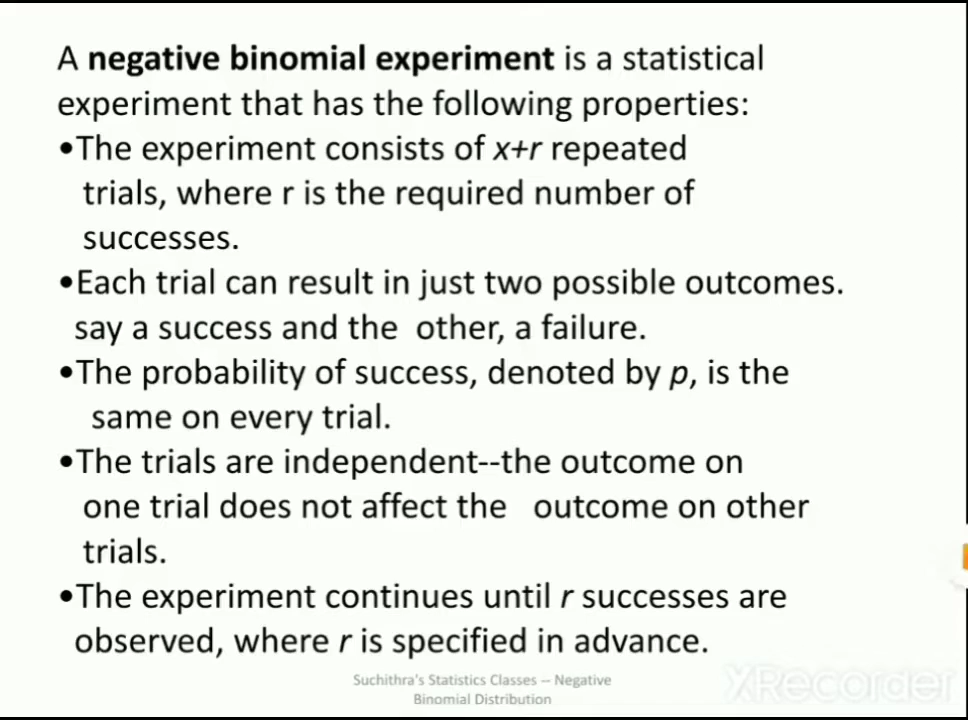 A negative binomial experiment is a statistical
experiment that has the following properties:
•The experiment consists of x+r repeated
trials, where r is the required number of
successes.
•Each trial can result in just two possible outcomes.
say a success and the other, a failure.
•The probability of success, denoted by p, is the
same on every trial.
•The trials are independent--the outcome on
one trial does not affect the outcome on other
trials.
•The experiment continues until r successes are
observed, where r is specified in advance.
Suchithra's Statistics Classes -- Negative
Binomial Distribution
XRecorder